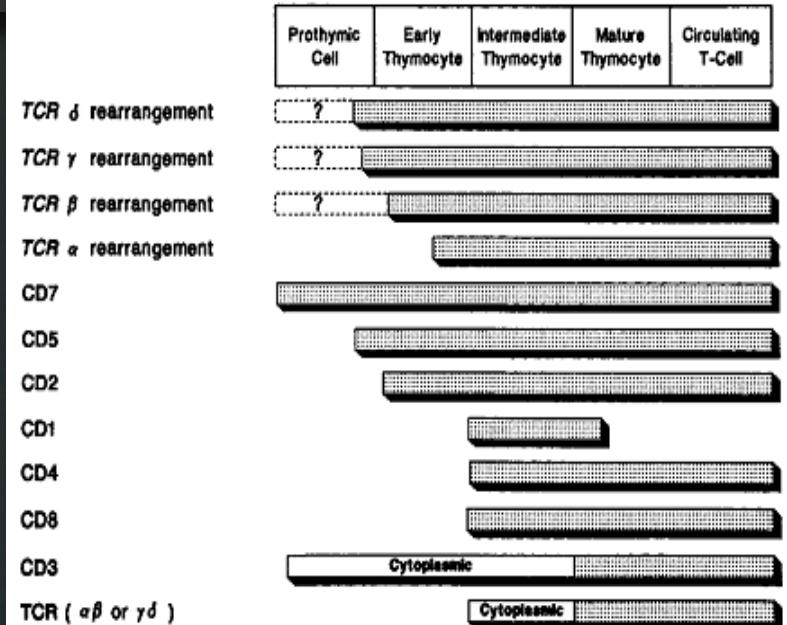 Prothymic Cell
Early Thymocyte
Intermediate Thymocyte
Mature Thymocyte
Circulating T-Cell
TCR δ rearrangement
?
TCR γ rearrangement
?
TCR β rearrangement
?
TCR α rearrangement
CD7
CD5
CD2
CD1
CD4
CD8
CD3
Cytoplasmic
TCR ( αβ or γδ )
Cytoplasmic